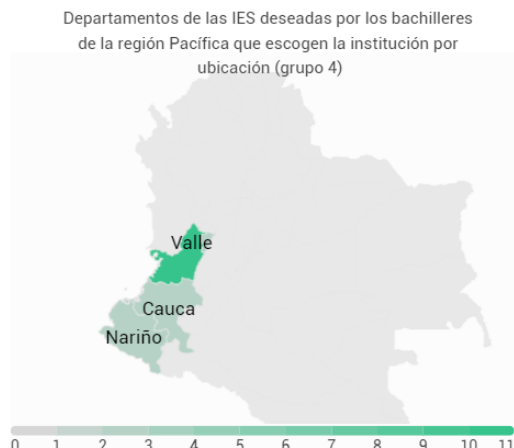 Departamentos de las IES deseadas por los bachilleres
de la región Pacífica que escogen la institución por
ubicación (grupo 4)
Valle
Cauca
Nariño
0 1 2 3 4 5 6 7 8 9 10 11